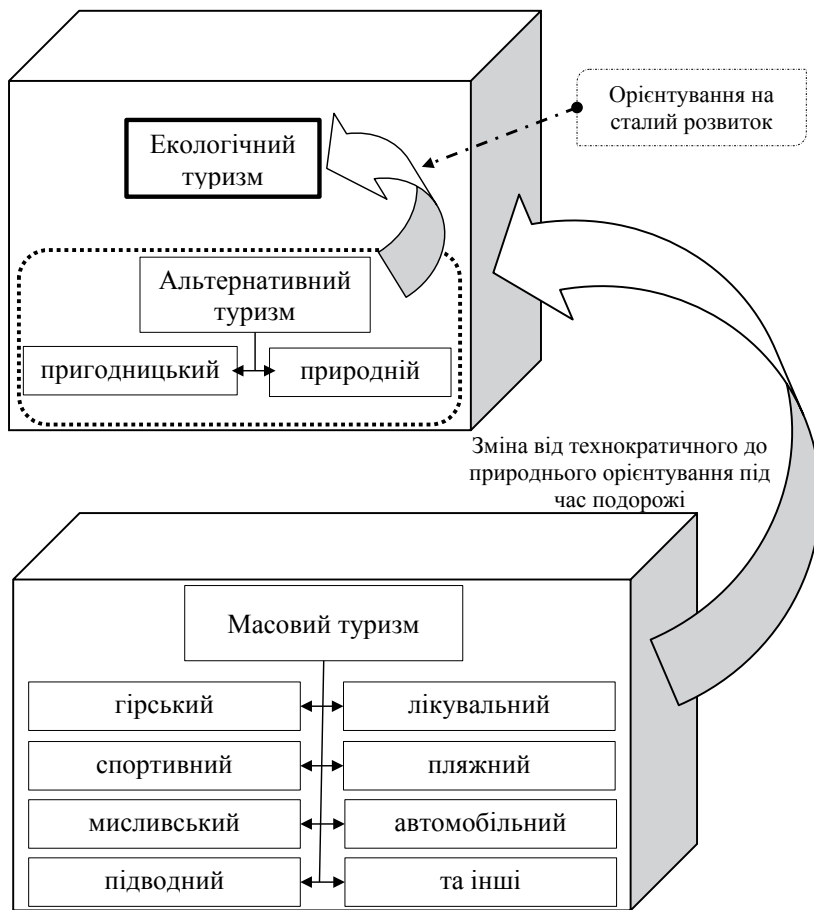 Орієнтування на
сталий розвиток
Екологічний
туризм
Альтернативний
туризм
пригодницький
природній
Зміна від технократичного до
природнього орієнтування під
час подорожі
Масовий туризм
гірський
лікувальний
спортивний
пляжний
мисливський
автомобільний
підводний
та інші